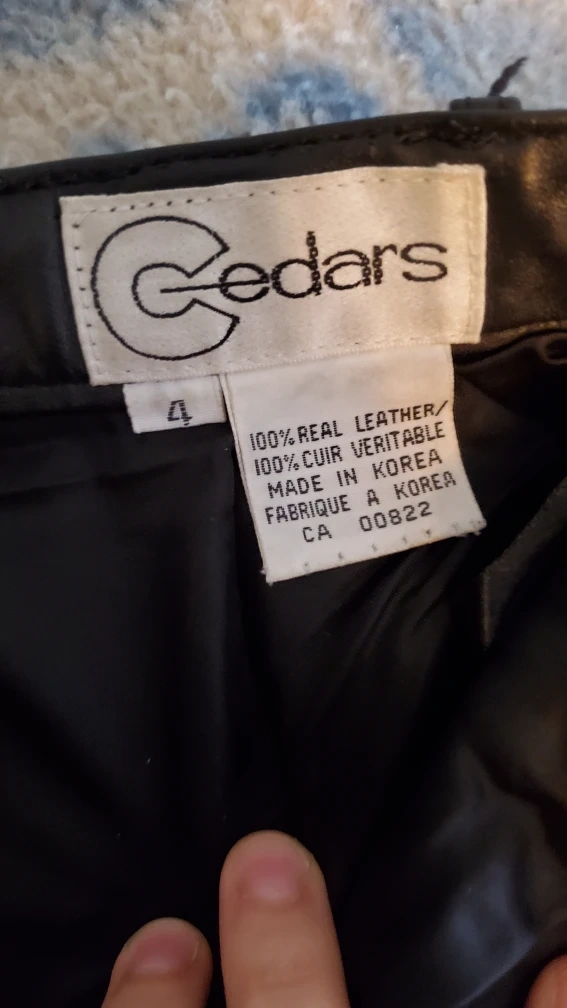 Cedars
4
100% REAL LEATHER/
100% CUIR VERITABLE
MADE IN KOREA
FABRIQUE A KOREA
CA 00822